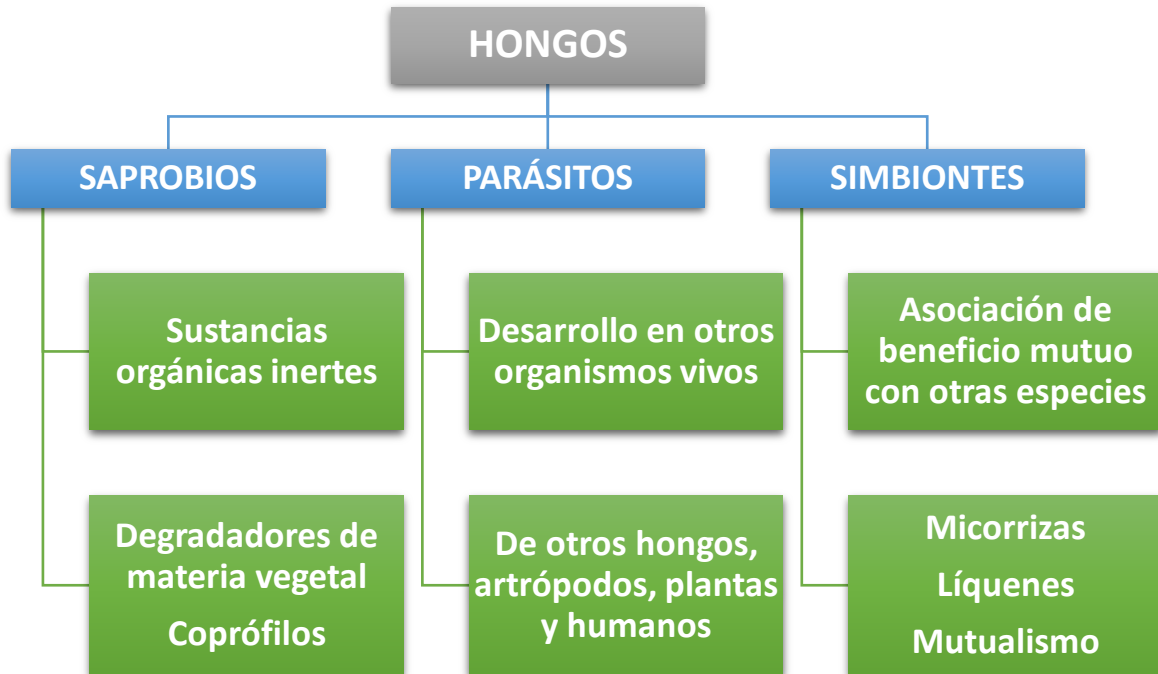 HONGOS
SAPROBIOS
Sustancias
orgánicas inertes
Degradadores de
materia vegetal
Coprófilos
PARÁSITOS
Desarrollo en otros
organismos vivos
De otros hongos,
artrópodos, plantas
y humanos
SIMBIONTES
Asociación de
beneficio mutuo
con otras especies
Micorrizas
Líquenes
Mutualismo